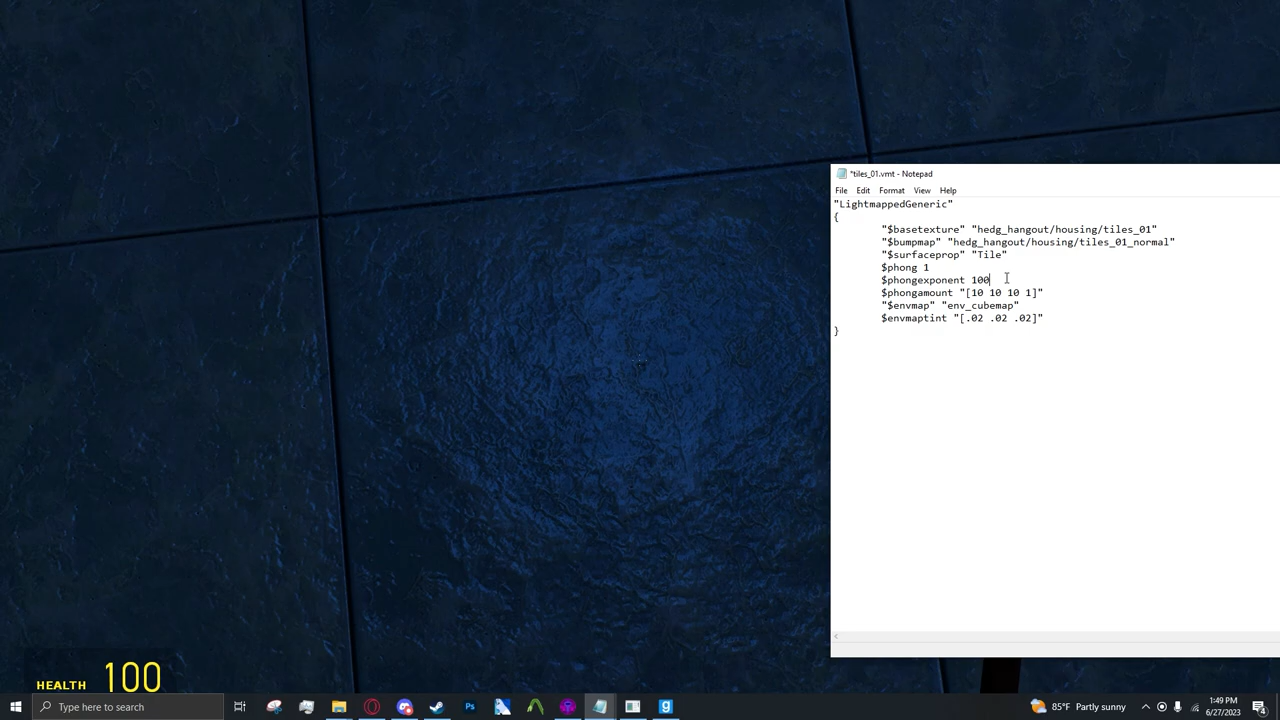 *tiles_01.vmt - Notepad
File Edit Format View Help
"LightmappedGeneric"
{
"$basetexture" "hedg_hangout/housing/tiles_01"
"$bumpmap" "hedg_hangout/housing/tiles_01_normal"
"$surfaceprop" "Tile"
$phong 1
$phongexponent 100
$phongamount "[10 10 10 1]"
"$envmap" "env_cubemap"
$envmaptint "[.02 .02 .02]"
}
HEALTH 100
Type here to search
Ps
85°F Partly sunny
1:49 PM
6/27/2023